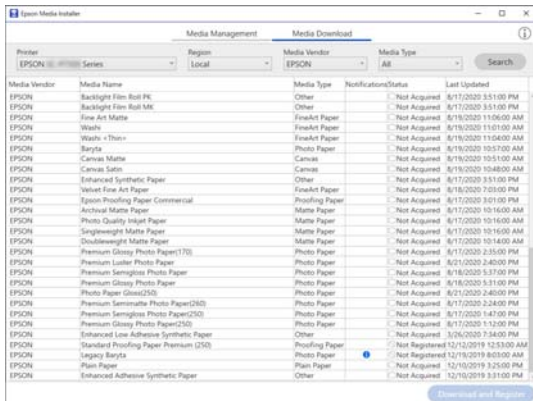 Epson Media Installer
Media Management Media Download
Printer Region Media Vendor Media Type
EPSON Series Local EPSON All Search
Media Vendor Media Name Media Type Notifications Status Last Updated
EPSON Backlight Film Roll PK Other Not Acquired 8/17/2020 3:51:00 PM
EPSON Backlight Film Roll MK Other Not Acquired 8/17/2020 3:51:00 PM
EPSON Fine Art Matte FineArt Paper Not Acquired 8/19/2020 11:06:00 AM
EPSON Washi FineArt Paper Not Acquired 8/19/2020 11:01:00 AM
EPSON Washi <Thin> FineArt Paper Not Acquired 8/19/2020 11:04:00 AM
EPSON Baryta Photo Paper Not Acquired 8/19/2020 10:57:00 AM
EPSON Canvas Matte Canvas Not Acquired 8/19/2020 10:51:00 AM
EPSON Canvas Satin Canvas Not Acquired 8/19/2020 10:48:00 AM
EPSON Enhanced Synthetic Paper Other Not Acquired 8/17/2020 3:51:00 PM
EPSON Velvet Fine Art Paper FineArt Paper Not Acquired 8/18/2020 7:03:00 PM
EPSON Epson Proofing Paper Commercial Proofing Paper Not Acquired 8/17/2020 3:01:00 PM
EPSON Archival Matte Paper Matte Paper Not Acquired 8/17/2020 10:16:00 AM
EPSON Photo Quality Inkjet Paper Matte Paper Not Acquired 8/17/2020 10:16:00 AM
EPSON Singleweight Matte Paper Matte Paper Not Acquired 8/17/2020 10:16:00 AM
EPSON Doubleweight Matte Paper Matte Paper Not Acquired 8/17/2020 10:14:00 AM
EPSON Premium Glossy Photo Paper(170) Photo Paper Not Acquired 8/17/2020 2:35:00 PM
EPSON Premium Luster Photo Paper Photo Paper Not Acquired 8/21/2020 2:40:00 PM
EPSON Premium Semigloss Photo Paper Photo Paper Not Acquired 8/18/2020 5:37:00 PM
EPSON Premium Glossy Photo Paper Photo Paper Not Acquired 8/18/2020 5:31:00 PM
EPSON Photo Paper Gloss(250) Photo Paper Not Acquired 8/21/2020 2:40:00 PM
EPSON Premium Semimatte Photo Paper(260) Photo Paper Not Acquired 8/17/2020 2:24:00 PM
EPSON Premium Semigloss Photo Paper(250) Photo Paper Not Acquired 8/17/2020 1:47:00 PM
EPSON Premium Glossy Photo Paper(250) Photo Paper Not Acquired 8/17/2020 1:12:00 PM
EPSON Enhanced Low Adhesive Synthetic Paper Other Not Acquired 3/26/2020 7:34:00 PM
EPSON Standard Proofing Paper Premium (250) Proofing Paper Not Registered 12/12/2019 12:53:00 AM
EPSON Legacy Baryta Photo Paper Not Registered 12/19/2019 8:03:00 AM
EPSON Plain Paper Plain Paper Not Acquired 12/10/2019 3:25:00 PM
EPSON Enhanced Adhesive Synthetic Paper Other Not Acquired 12/10/2019 3:31:00 PM
Download and Register